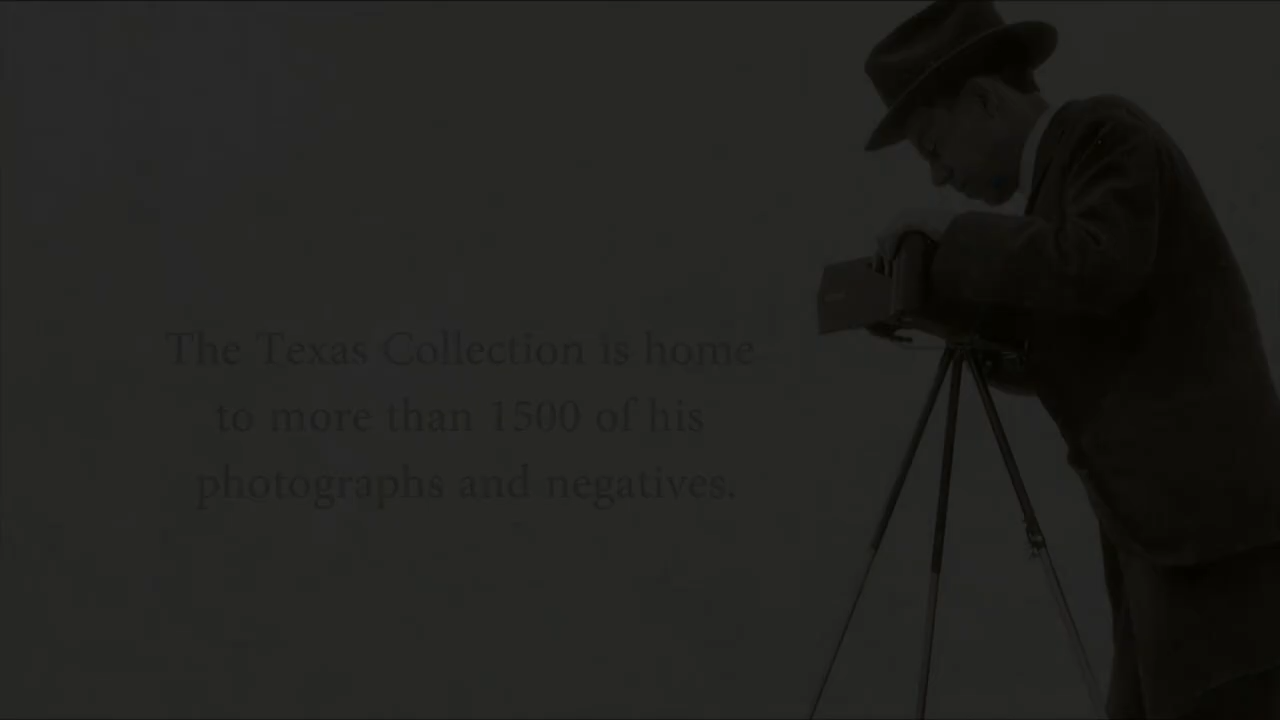 The Texas Collection is home
to more than 1500 of his
photographs and negatives.